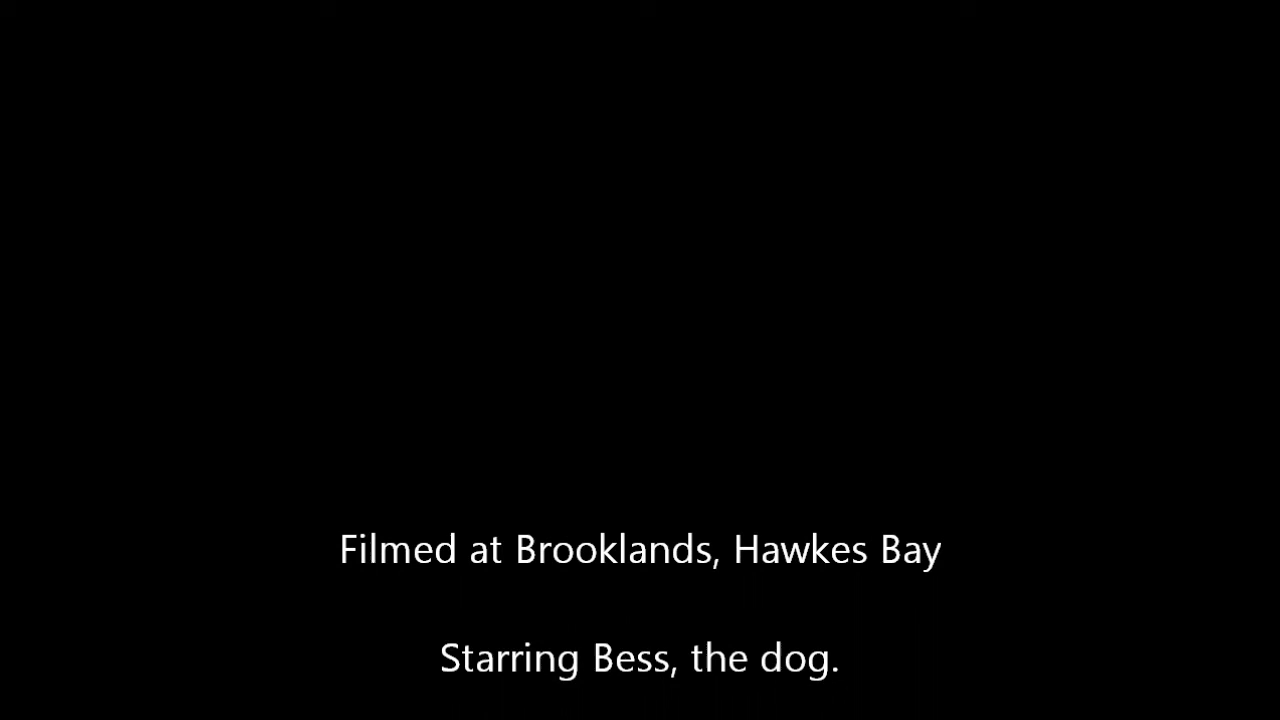 Filmed at Brooklands, Hawkes Bay
Starring Bess, the dog.